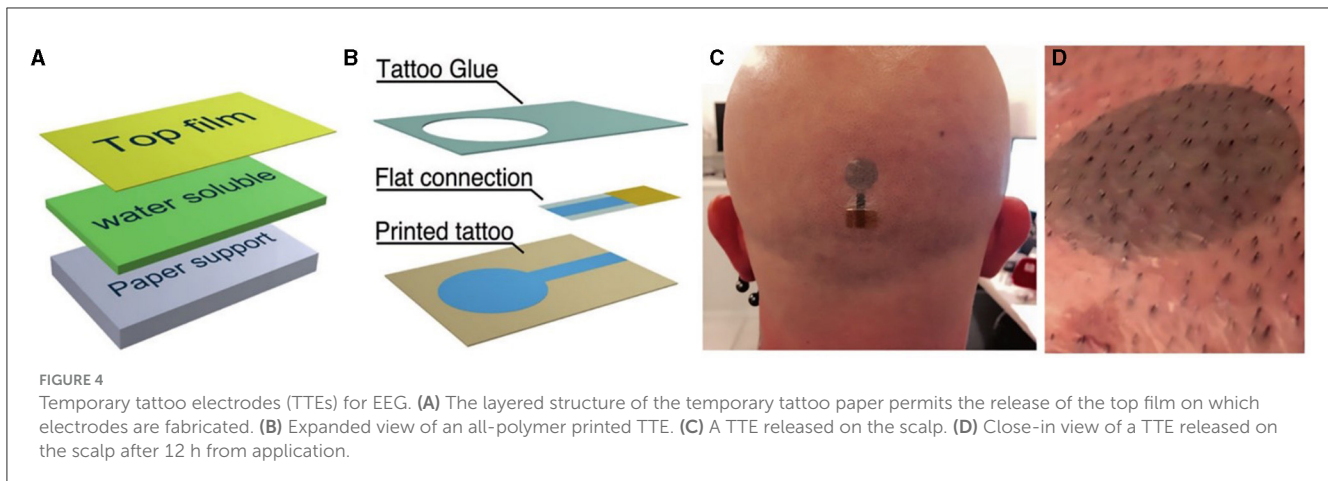 A
Top film
water soluble
Paper support
B
Tattoo Glue
Flat connection
Printed tattoo
C
D
FIGURE 4
Temporary tattoo electrodes (TTEs) for EEG. (A) The layered structure of the temporary tattoo paper permits the release of the top film on which
electrodes are fabricated. (B) Expanded view of an all-polymer printed TTE. (C) A TTE released on the scalp. (D) Close-in view of a TTE released on
the scalp after 12 h from application.